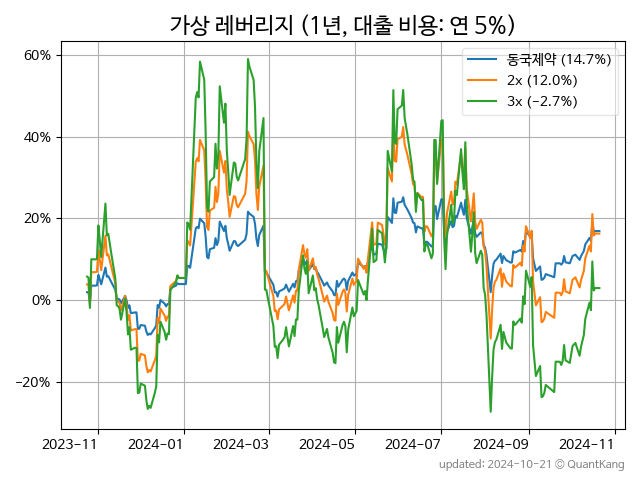 가상 레버리지 (1년, 대출 비용: 연 5%)
60%
40%
20%
0%
−20%
동국제약 (14.7%)
2x (12.0%)
3x (−2.7%)
2023−11 2024−01 2024−03 2024−05 2024−07 2024−09 2024−11
updated: 2024-10-21 © QuantKang